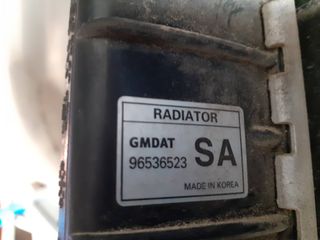 RADIATOR
GMDAT
96536523 SA
MADE IN KOREA